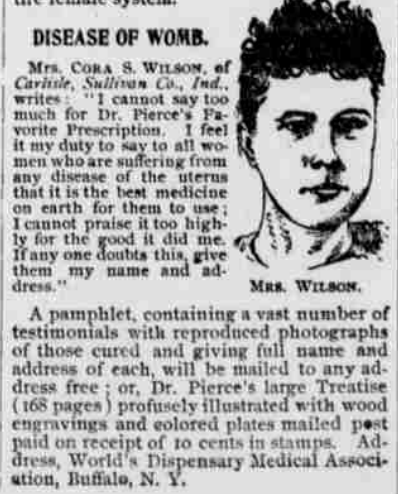 the female system.
DISEASE OF WOMB.
MRS. CORA S. WILSON, of
Carlisle, Sullivan Co., Ind.,
writes: "I cannot say too
much for Dr. Pierce's Fa-
vorite Prescription. I feel
it my duty to say to all wo-
men who are suffering from
any disease of the uterus
that it is the best medicine
on earth for them to use;
I cannot praise it too high-
ly for the good it did me.
If any one doubts this, give
them my name and ad-
dress."
MRS. WILSON.
A pamphlet, containing a vast number of
testimonials with reproduced photographs
of those cured and giving full name and
address of each, will be mailed to any ad-
dress free; or, Dr. Pierce's large Treatise
(168 pages) profusely illustrated with wood
engravings and colored plates mailed post
paid on receipt of 10 cents in stamps. Ad-
dress, World's Dispensary Medical Associ-
ation, Buffalo, N. Y.